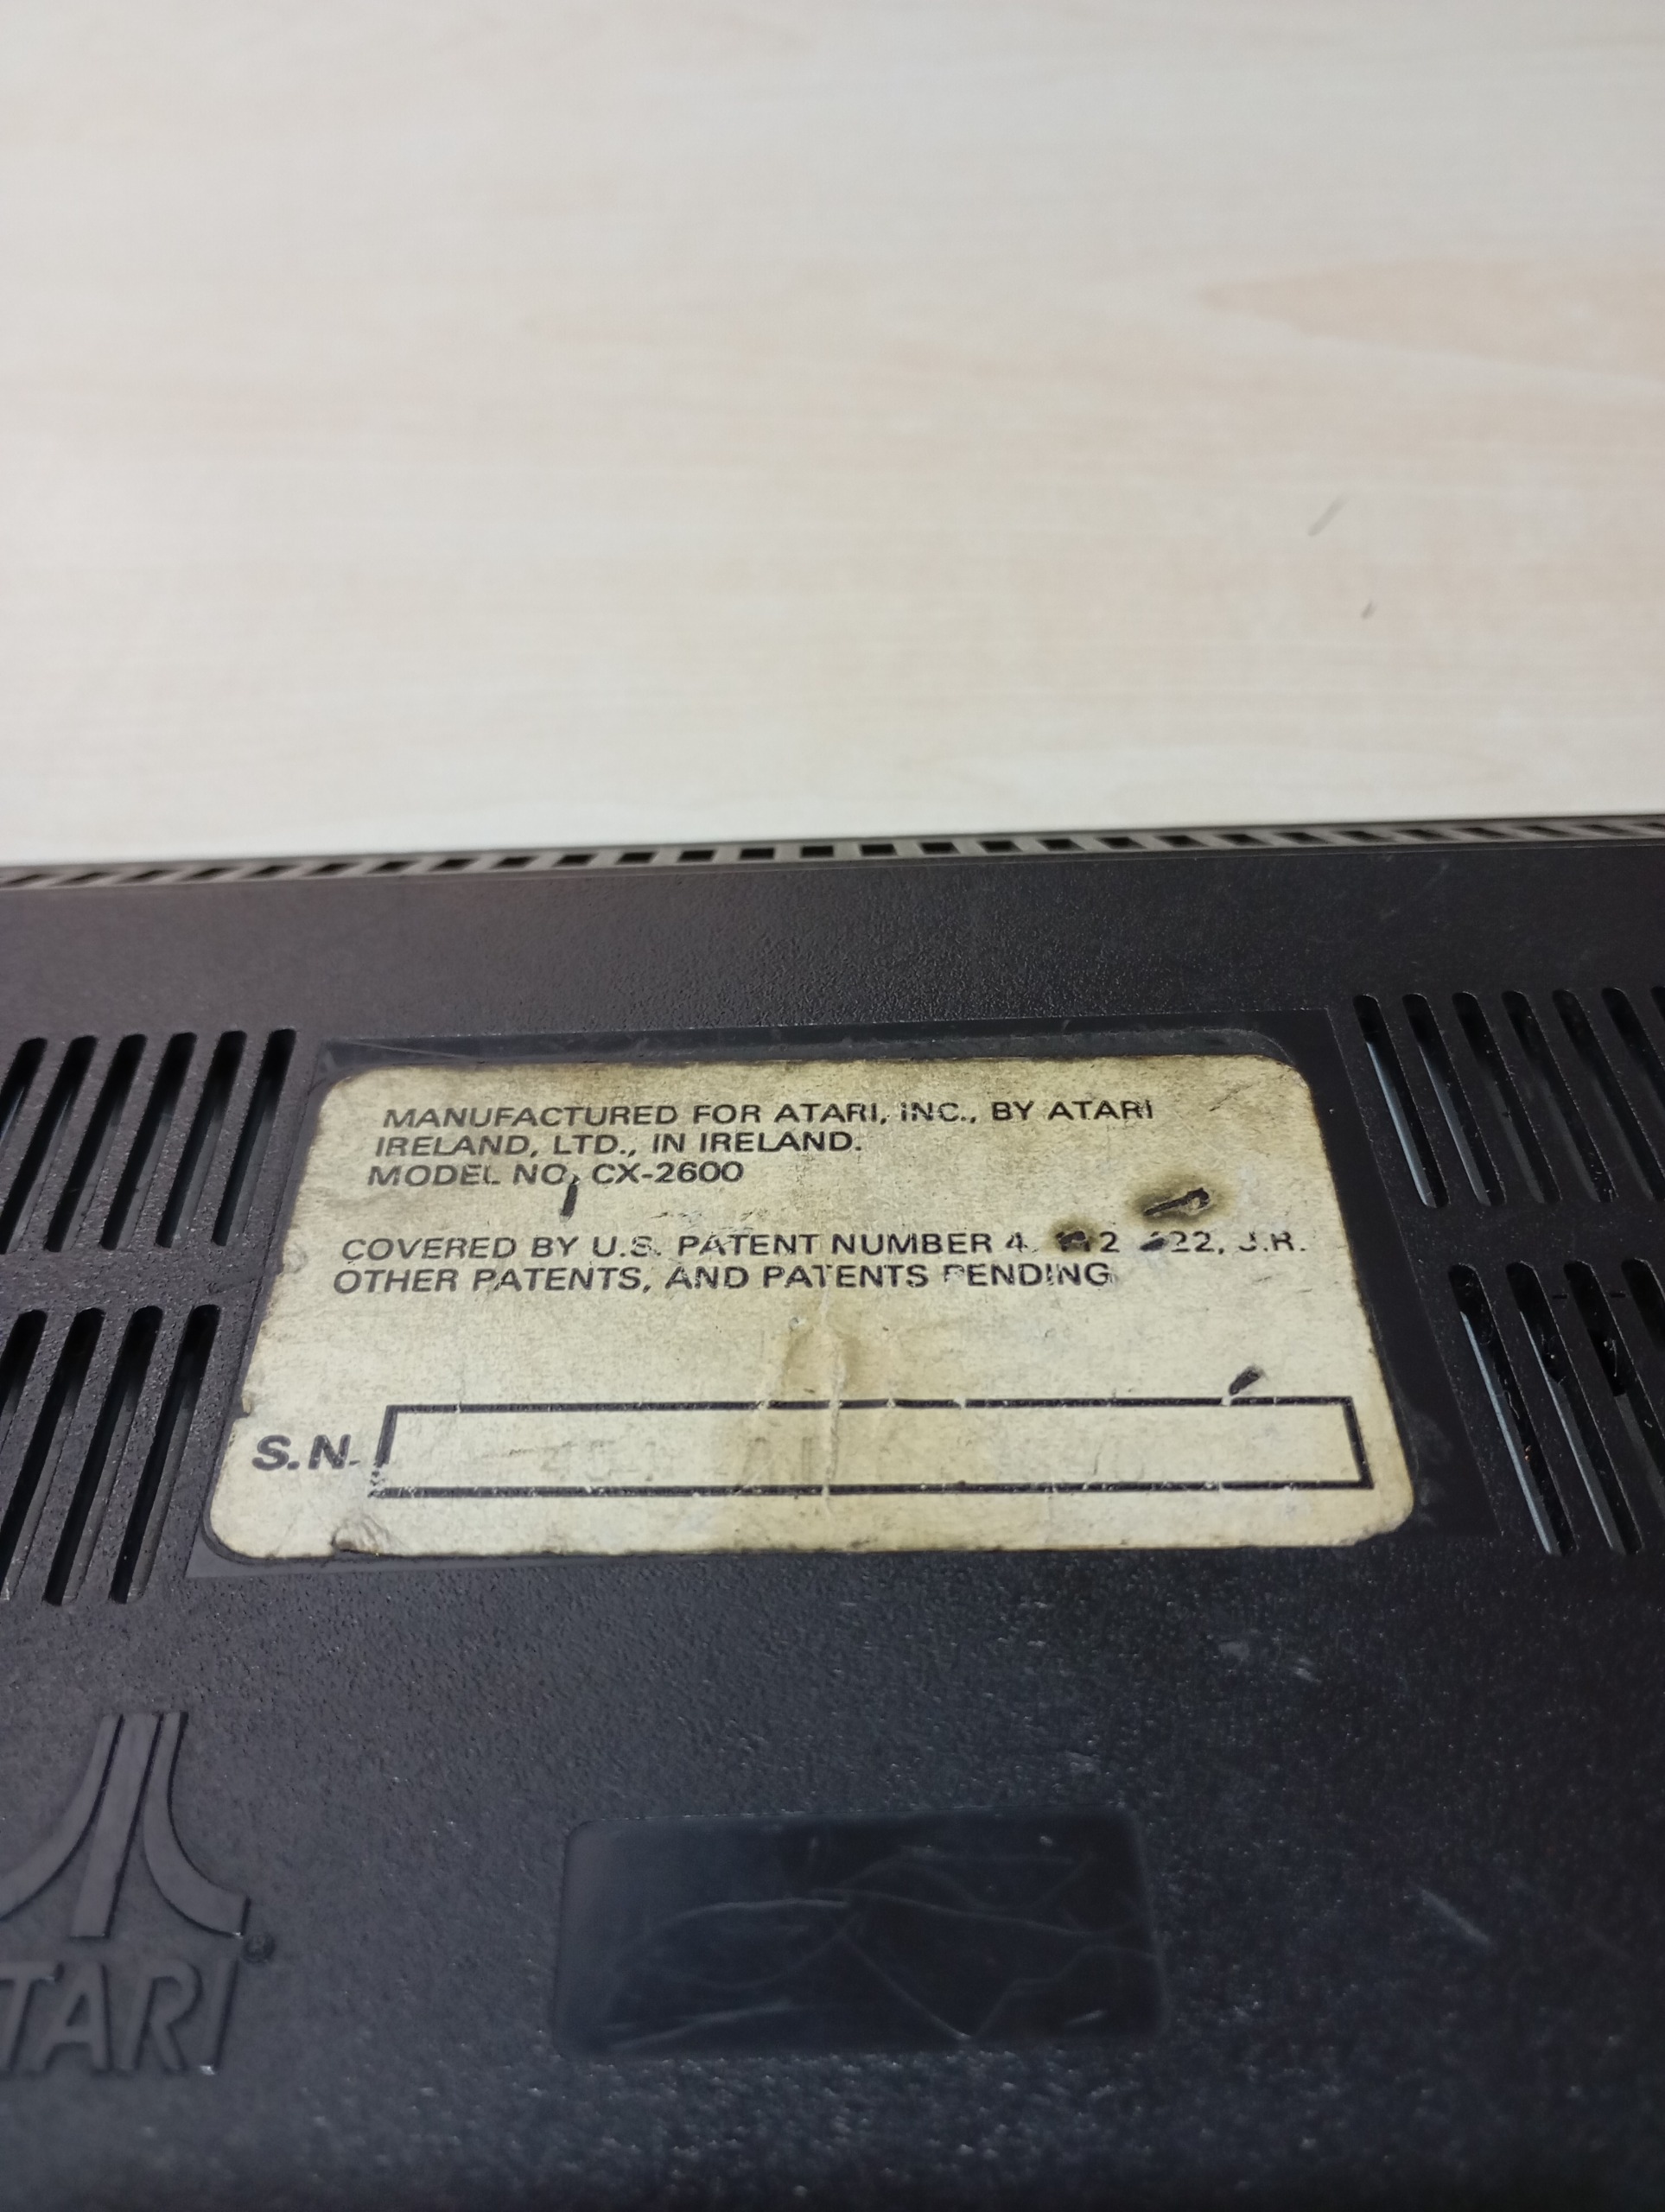 MANUFACTURED FOR ATARI, INC., BY ATARI
IRELAND, LTD., IN IRELAND.
MODEL NO. CX-2600
COVERED BY U.S. PATENT NUMBER 4,
OTHER PATENTS, AND PATENTS PENDING
S.N.
ATARI